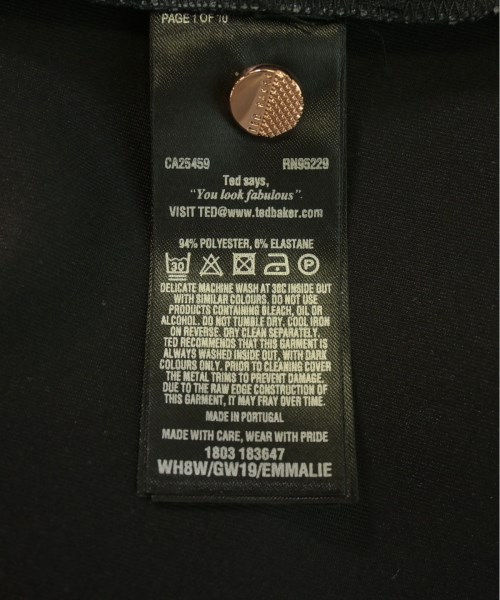 PAGE 1 OF 10
CA25459 RN95229
Ted says,
"You look fabulous".
VISIT TED@www.tedbaker.com
94% POLYESTER, 6% ELASTANE
30 P
DELICATE MACHINE WASH AT 30C INSIDE OUT
WITH SIMILAR COLOURS. DO NOT USE
PRODUCTS CONTAINING BLEACH, OIL OR
ALCOHOL. DO NOT TUMBLE DRY. COOL IRON
ON REVERSE. DRY CLEAN SEPARATELY.
TED RECOMMENDS THAT THIS GARMENT IS
ALWAYS WASHED INSIDE OUT, WITH DARK
COLOURS ONLY. PRIOR TO CLEANING COVER
THE METAL TRIMS TO PREVENT DAMAGE.
DUE TO THE RAW EDGE CONSTRUCTION OF
THIS GARMENT, IT MAY FRAY OVER TIME.
MADE IN PORTUGAL
MADE WITH CARE, WEAR WITH PRIDE
1803 183647
WH8W/GW19/EMMALIE